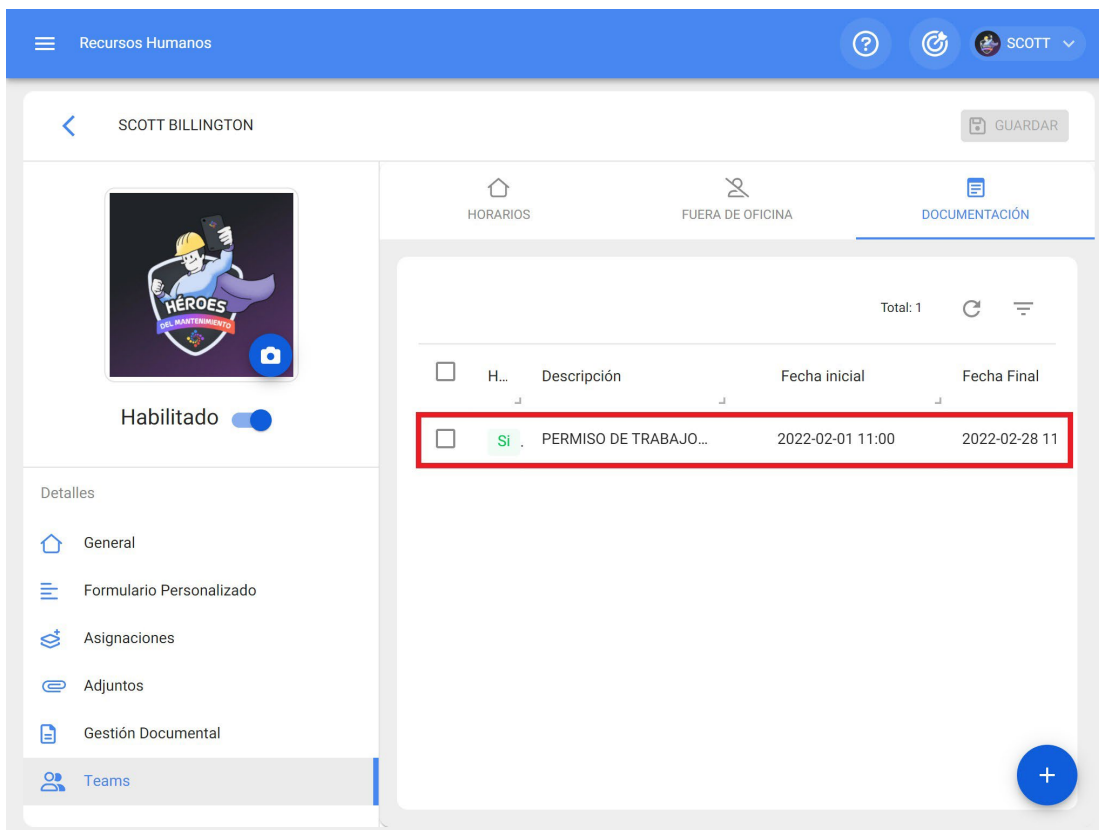 Recursos Humanos
SCOTT
SCOTT BILLINGTON
GUARDAR
HÉROES
DEL MANTENIMIENTO
Habilitado
Detalles
General
Formulario Personalizado
Asignaciones
Adjuntos
Gestión Documental
Teams
HORARIOS
FUERA DE OFICINA
DOCUMENTACIÓN
Total: 1
H... Descripción Fecha inicial Fecha Final
Si . PERMISO DE TRABAJO... 2022-02-01 11:00 2022-02-28 11